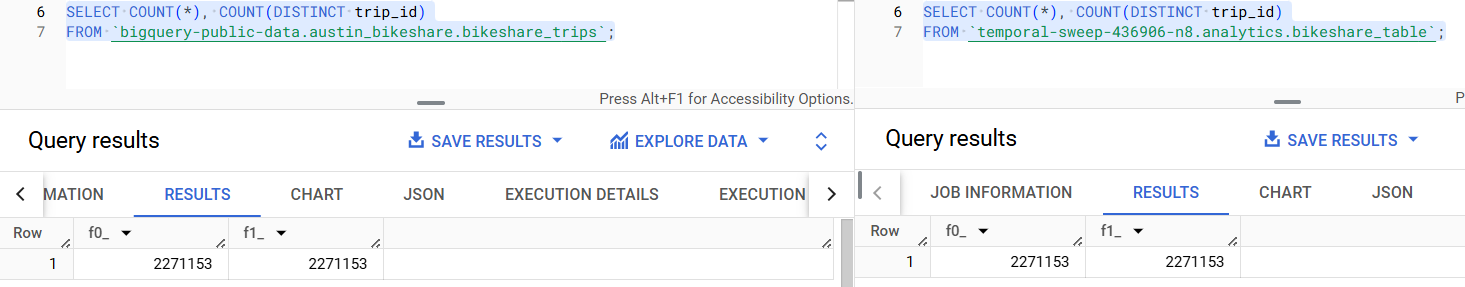 6 SELECT COUNT(*), COUNT(DISTINCT trip_id)
7 FROM `bigquery-public-data.austin_bikeshare.bikeshare_trips`;
Press Alt+F1 for Accessibility Options.
Query results SAVE RESULTS EXPLORE DATA
MATION RESULTS CHART JSON EXECUTION DETAILS EXECUTION
Row f0_ f1_
1 2271153 2271153
6 SELECT COUNT(*), COUNT(DISTINCT trip_id)
7 FROM `temporal-sweep-436906-n8.analytics.bikeshare_table`;
P
Query results SAVE RESULTS
JOB INFORMATION RESULTS CHART JSON
Row f0_ f1_
1 2271153 2271153